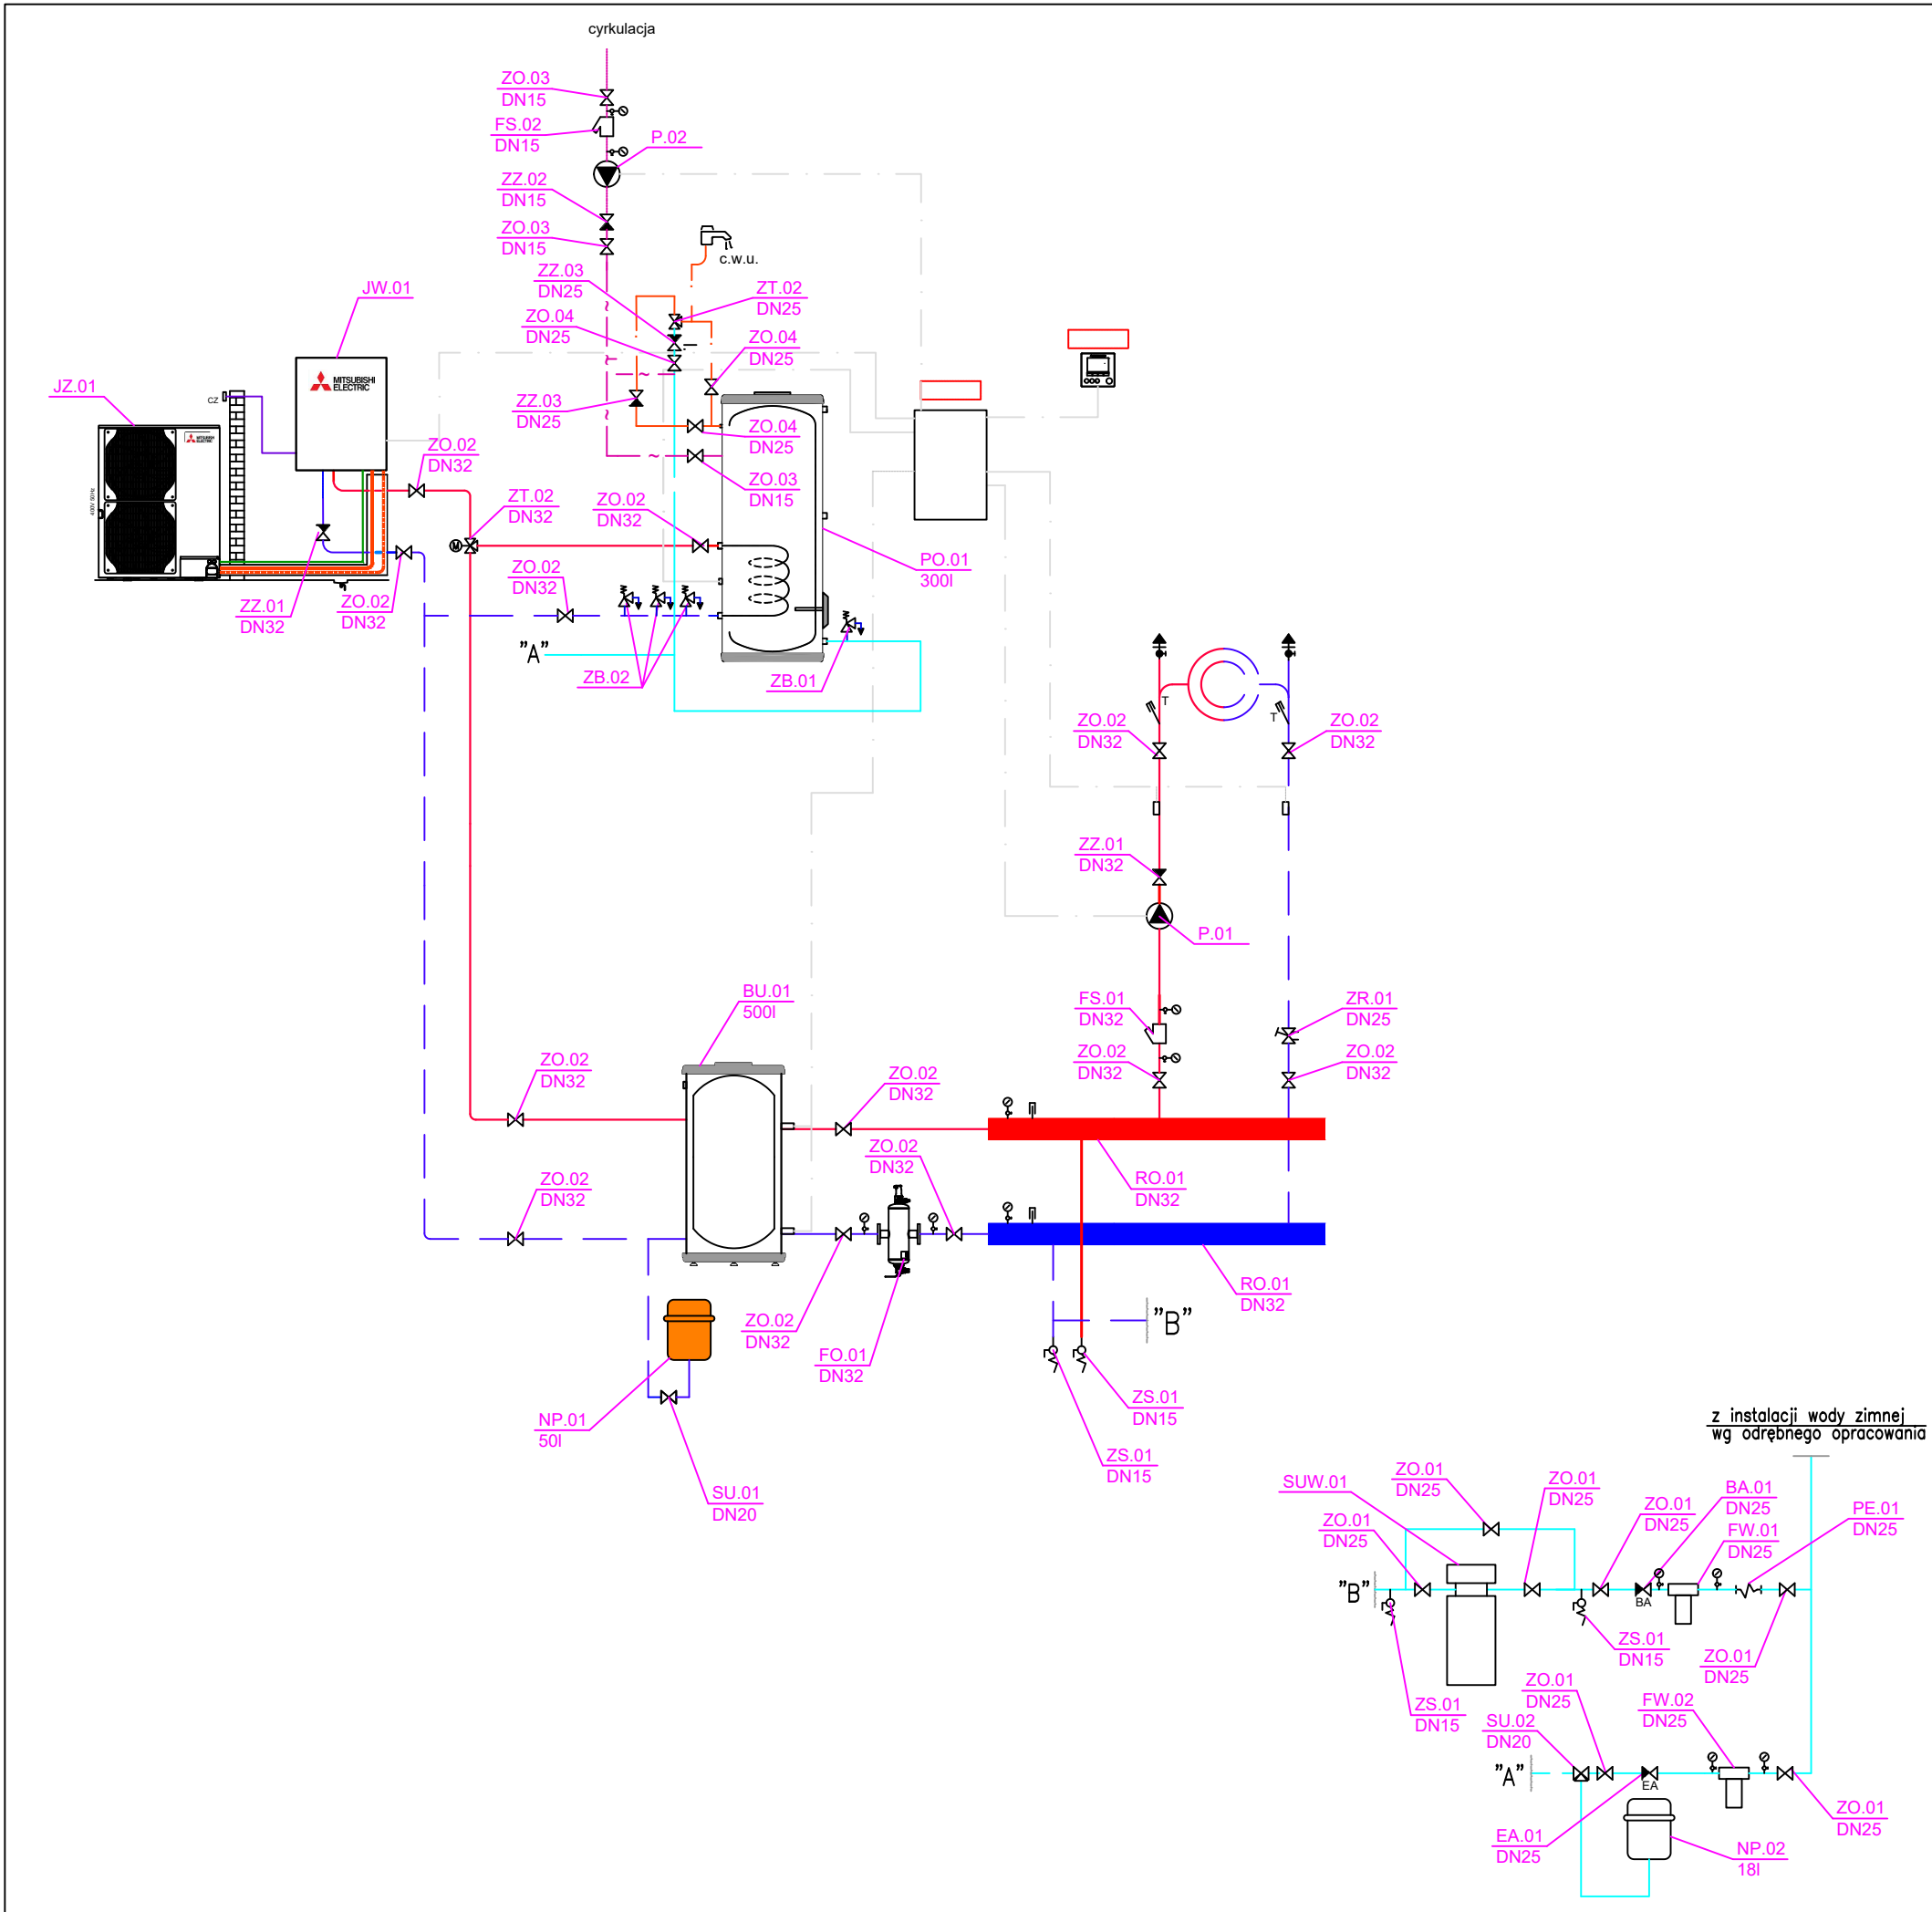 cyrkulacja
ZO.03
DN15
FS.02
DN15
P.02
ZZ.02
DN15
ZO.03
DN15
c.w.u.
ZZ.03
DN25
ZT.02
DN25
JW.01
ZO.04
DN25
ZO.04
DN25
MITSUBISHI
ELECTRIC
JZ.01
CZ
ZZ.03
DN25
MITSUBISHI
ELECTRIC
ZO.04
DN25
ZO.02
DN32
ZO.03
DN15
400V 50Hz
ZT.02
DN32
ZO.02
DN32
M
PO.01
300l
ZO.02
DN32
ZZ.01
DN32
ZO.02
DN32
"A"
ZB.02
ZB.01
T
T
ZO.02
DN32
ZO.02
DN32
ZZ.01
DN32
P.01
BU.01
500l
FS.01
DN32
ZR.01
DN25
ZO.02
DN32
ZO.02
DN32
ZO.02
DN32
ZO.02
DN32
ZO.02
DN32
ZO.02
DN32
RO.01
DN32
RO.01
DN32
"B"
ZO.02
DN32
FO.01
DN32
NP.01
50l
ZS.01
DN15
ZS.01
DN15
SU.01
DN20
z instalacji wody zimnej
wg odrębnego opracowania
SUW.01
ZO.01
DN25
ZO.01
DN25
ZO.01
DN25
BA.01
DN25
PE.01
DN25
ZO.01
DN25
FW.01
DN25
"B"
BA
ZS.01
DN15
ZO.01
DN25
ZS.01
DN15
ZO.01
DN25
FW.02
DN25
SU.02
DN20
"A"
EA
EA.01
DN25
NP.02
18l
ZO.01
DN25